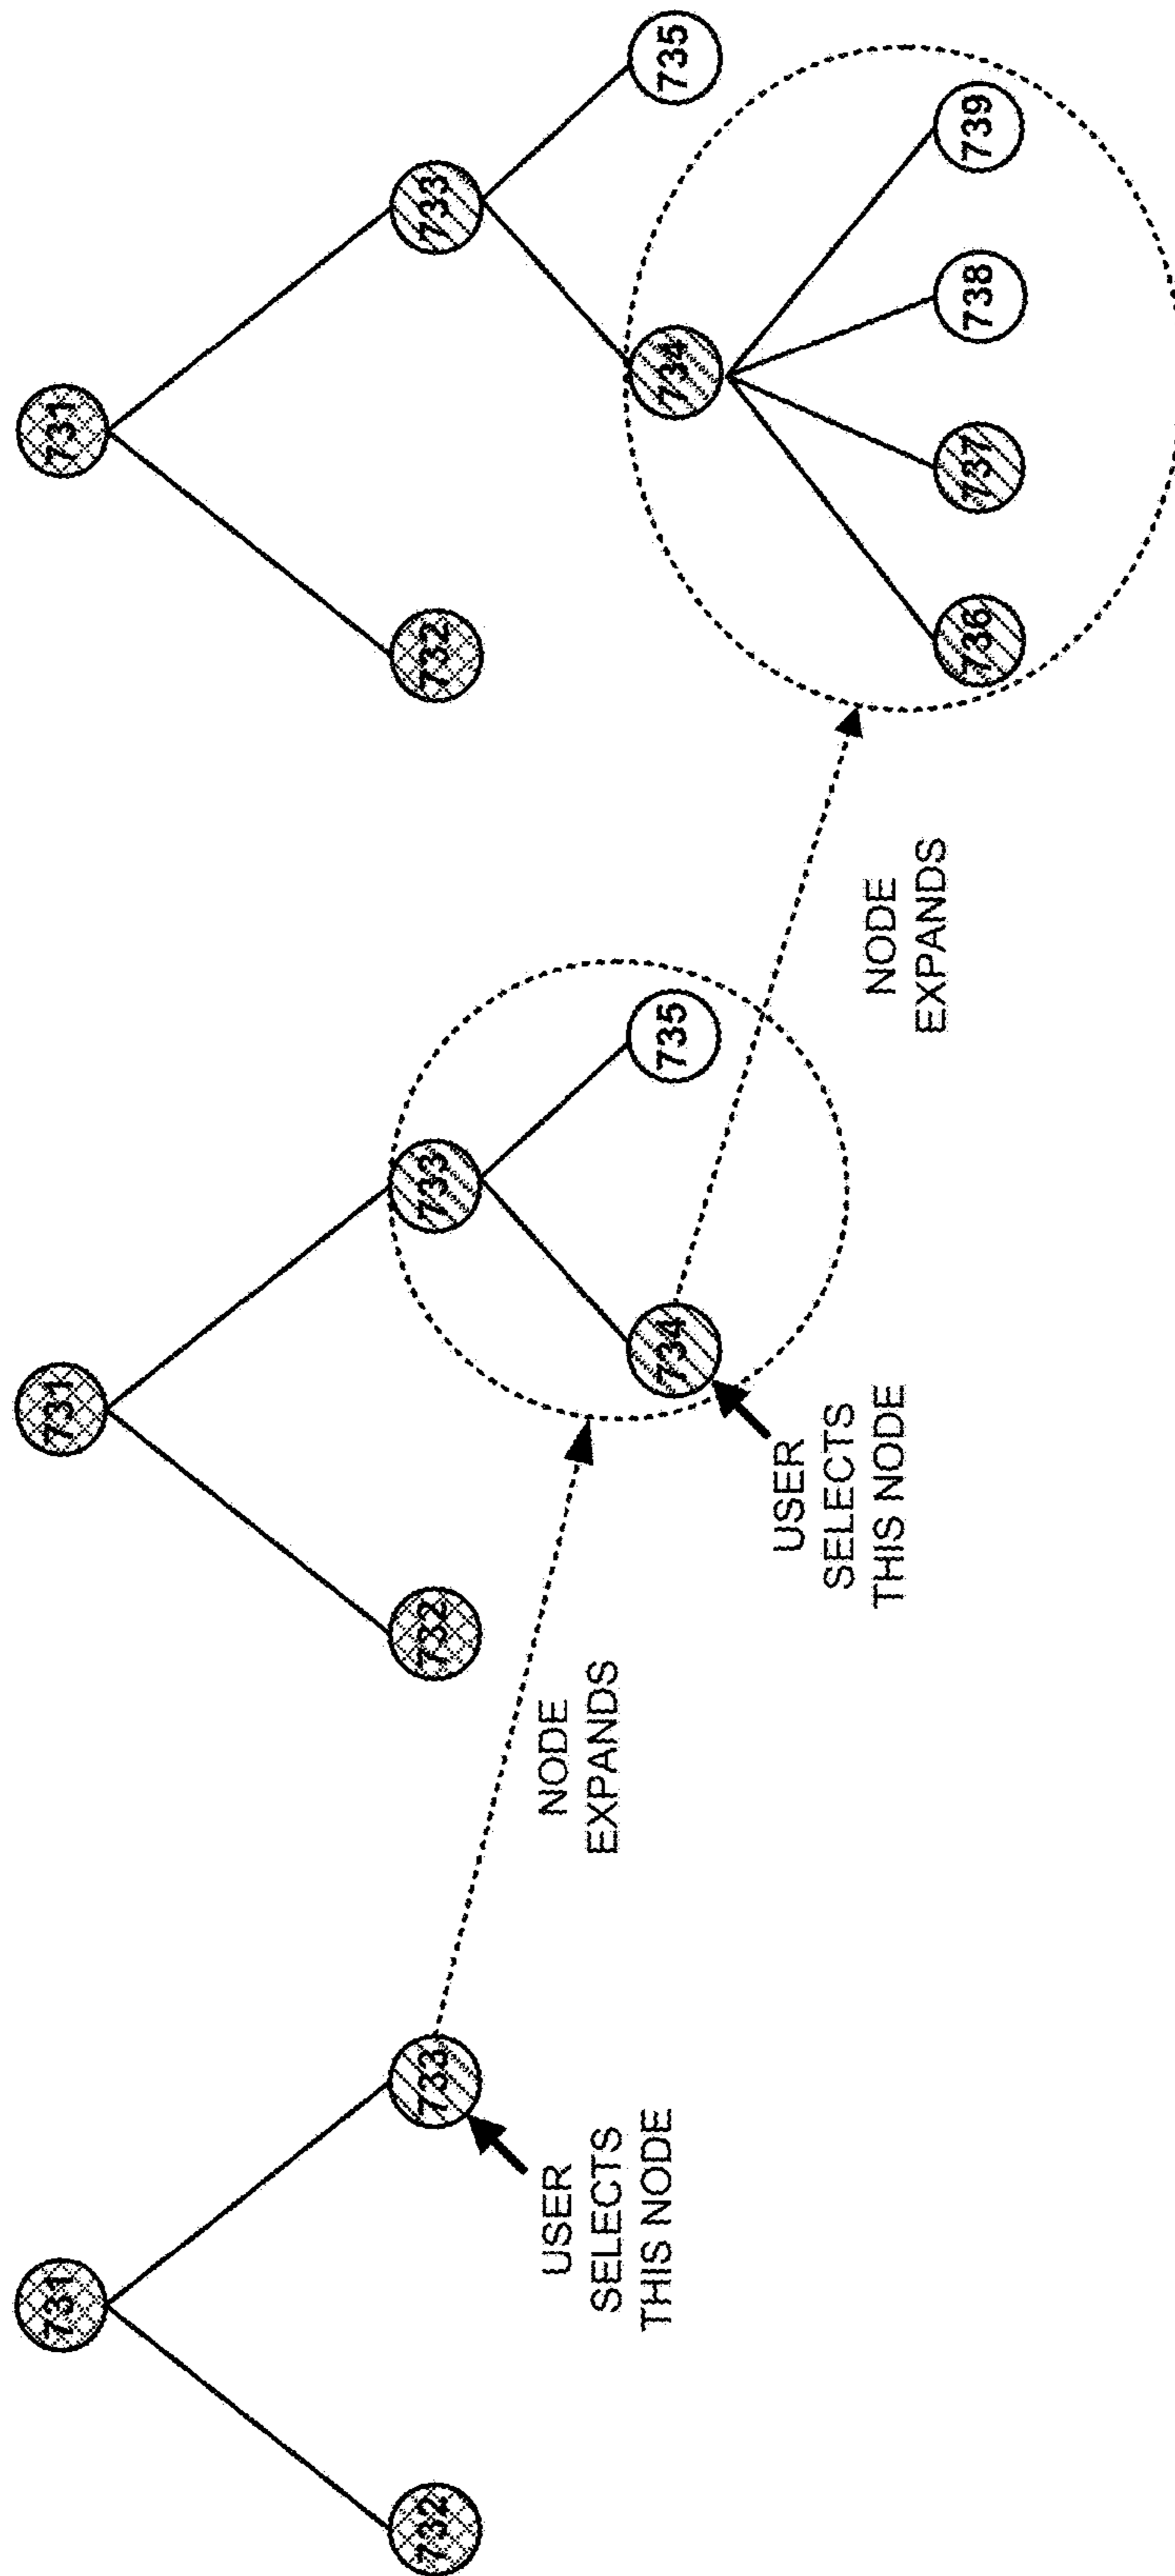 731
732
733
USER
SELECTS
THIS NODE
NODE
EXPANDS
731
732
733
734
735
USER
SELECTS
THIS NODE
NODE
EXPANDS
731
732
733
734
735
736
737
738
739